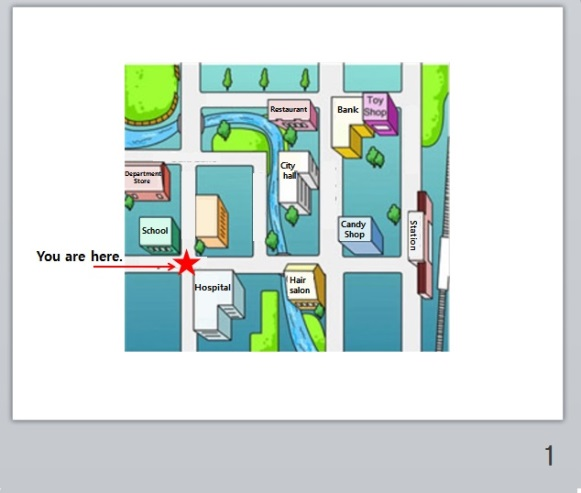 Restaurant
Bank
Toy
Shop
City
hall
Department
Store
School
Candy
Shop
Station
You are here.
Hospital
Hair
salon
1